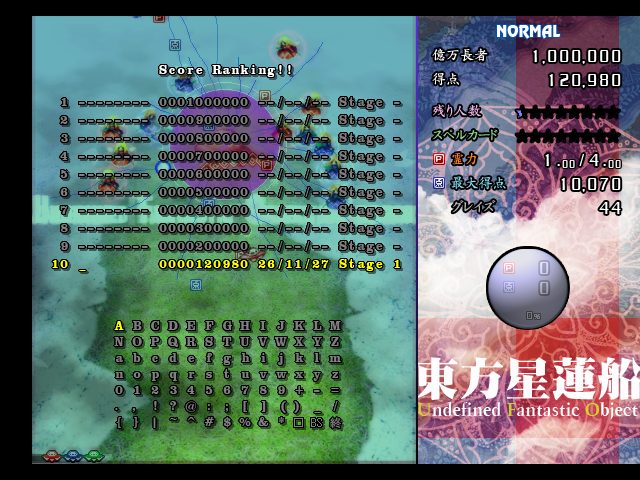 Score Ranking!!
1 -------- 0001000000 --/--/-- Stage -
2 -------- 0000900000 --/--/-- Stage -
3 -------- 0000800000 --/--/-- Stage -
4 -------- 0000700000 --/--/-- Stage -
5 -------- 0000600000 --/--/-- Stage -
6 -------- 0000500000 --/--/-- Stage -
7 -------- 0000400000 --/--/-- Stage -
8 -------- 0000300000 --/--/-- Stage -
9 -------- 0000200000 --/--/-- Stage -
10 _ 0000120980 26/11/27 Stage 1
A B C D E F G H I J K L M
N O P Q R S T U V W X Y Z
a b c d e f g h i j k l m
n o p q r s t u v w x y z
0 1 2 3 4 5 6 7 8 9 + - =
. , ! ? @ : ; [ ] ( ) _ /
{ } | ~ ^ # $ % & * □ BS 終
NORMAL
億万長者 1,000,000
得点 120,980
残り人数
スペルカード
P 霊力 1.00/4.00
点 最大得点 10,070
グレイズ 44
P 0
点 0
0%
東方星蓮船
Undefined Fantastic Object